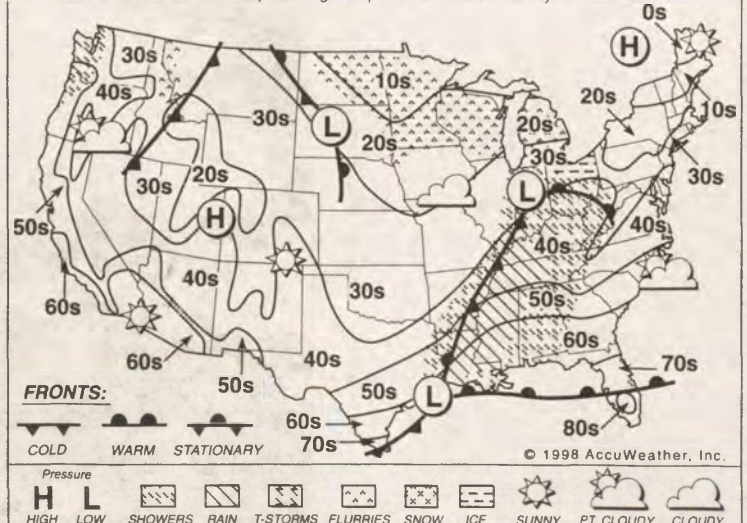 0s
30s
10s
40s
20s
10s
30s
20s
20s
30s
30s
30s
20s
50s
40s
40s
40s
30s
50s
60s
60s
60s
40s
70s
50s
50s
FRONTS:
60s
80s
70s
COLD WARM STATIONARY
© 1998 AccuWeather, Inc.
H
L
L
H
L
Pressure
H L
HIGH LOW SHOWERS RAIN T-STORMS FLURRIES SNOW ICE SUNNY PT. CLOUDY CLOUDY